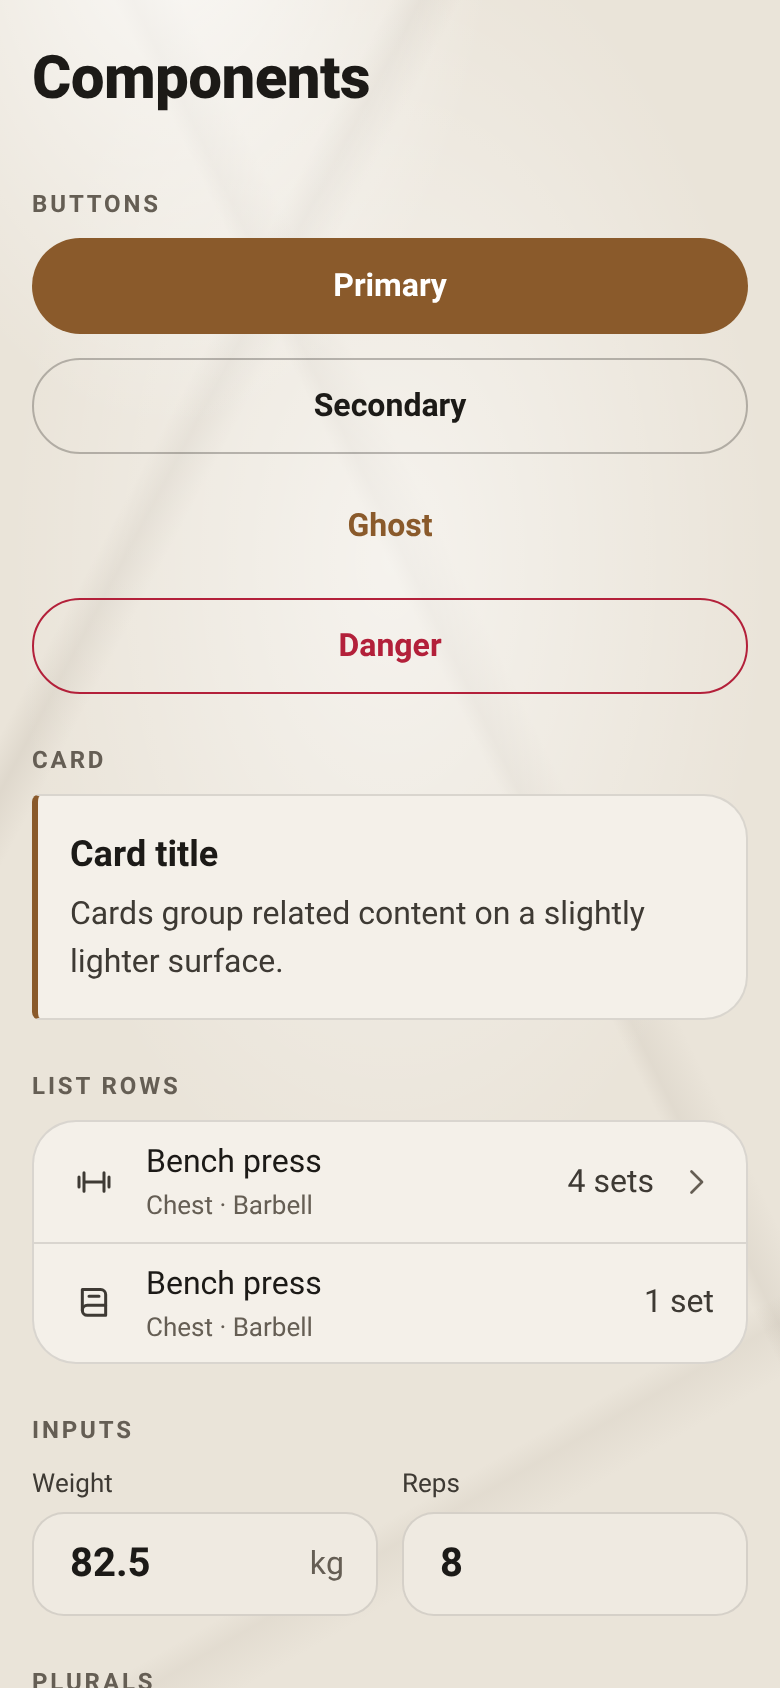 Components
BUTTONS
Primary
Secondary
Ghost
Danger
CARD
Card title
Cards group related content on a slightly
lighter surface.
LIST ROWS
Bench press
4 sets
Chest · Barbell
Bench press
1 set
Chest · Barbell
INPUTS
Weight
Reps
82.5 kg
8
PLURALS